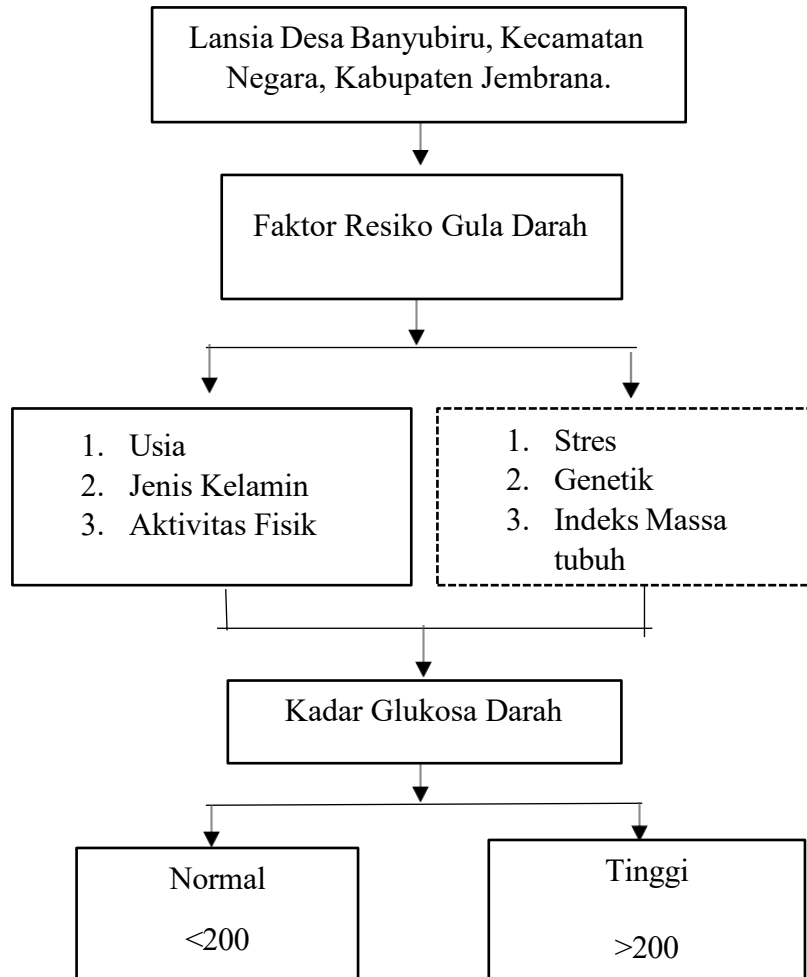 Lansia Desa Banyubiru, Kecamatan
Negara, Kabupaten Jembrana.
Faktor Resiko Gula Darah
1. Usia
2. Jenis Kelamin
3. Aktivitas Fisik
1. Stres
2. Genetik
3. Indeks Massa
tubuh
Kadar Glukosa Darah
Normal
<200
Tinggi
>200